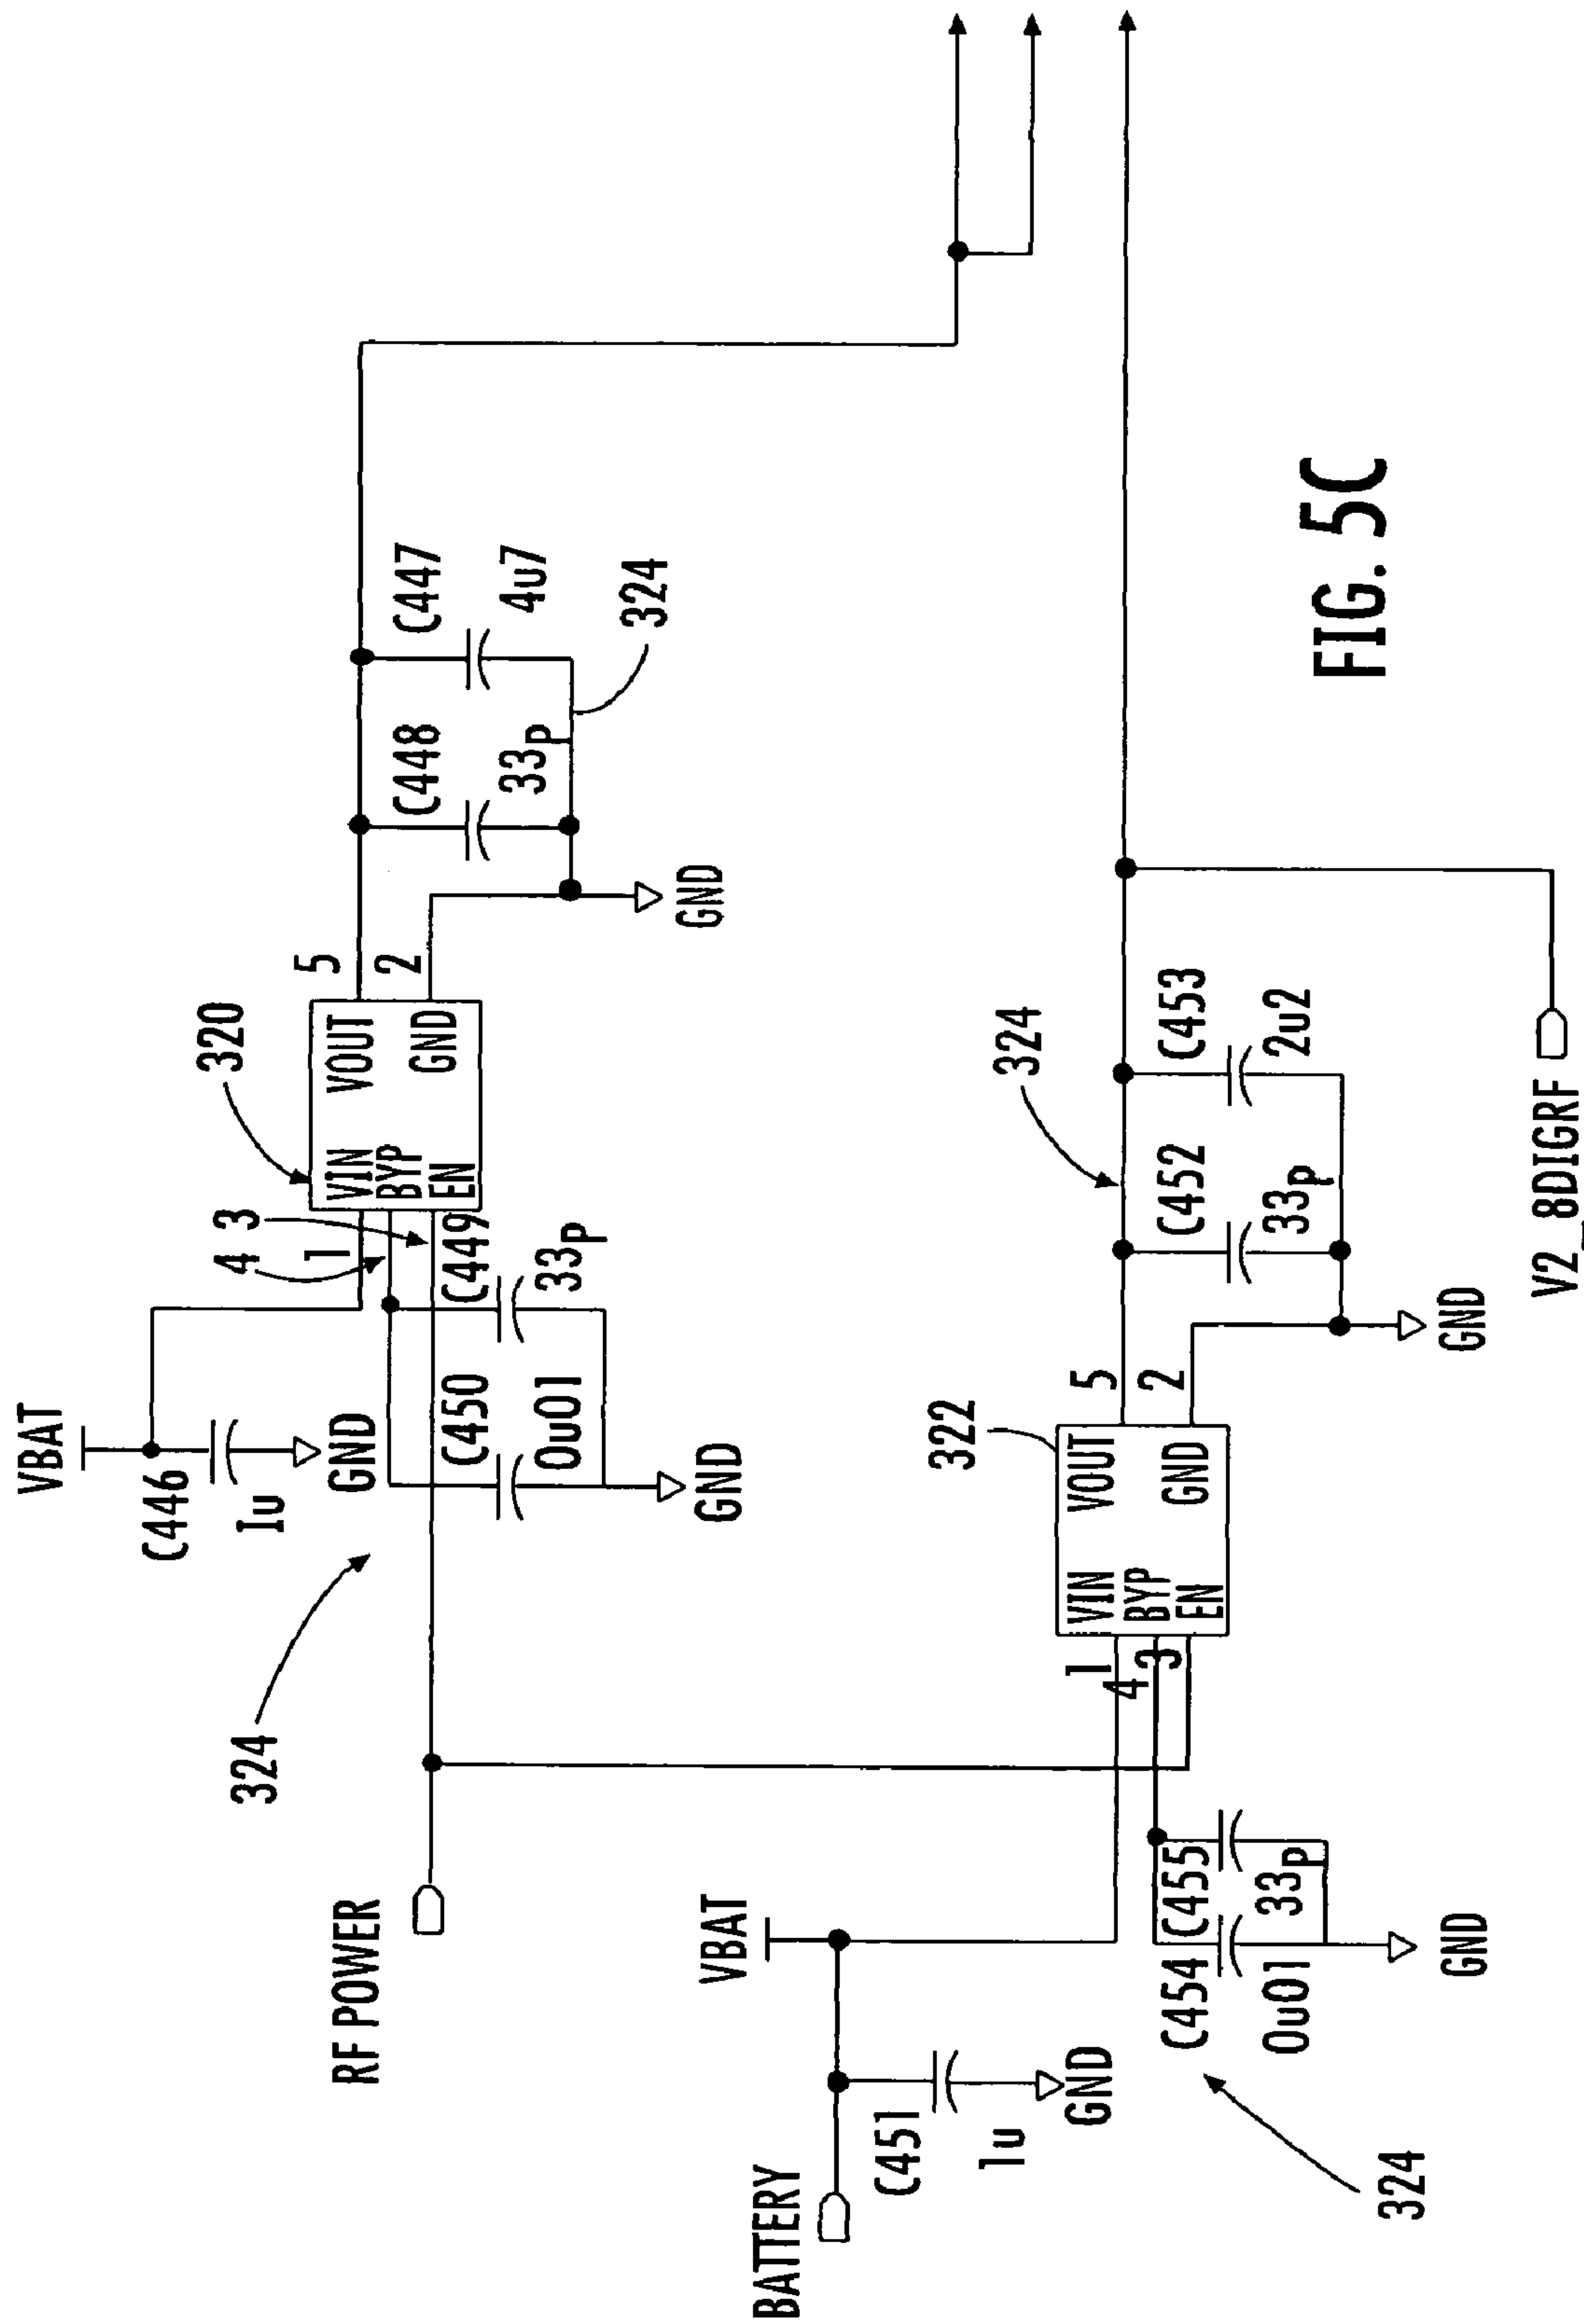 VBAT
C446
1u
GND
324
4
3
1
320
VIN
BYP
EN
VOUT
GND
5
2
C448
33p
C447
4u7
324
GND
C450
0u01
C449
33p
GND
RF POWER
BATTERY
VBAT
C451
1u
GND
322
1
4
3
VIN
BYP
EN
VOUT
GND
5
2
324
C452
33p
C453
2u2
GND
C454
0u01
C455
33p
GND
324
V2_8DIGRF
FIG. 5C